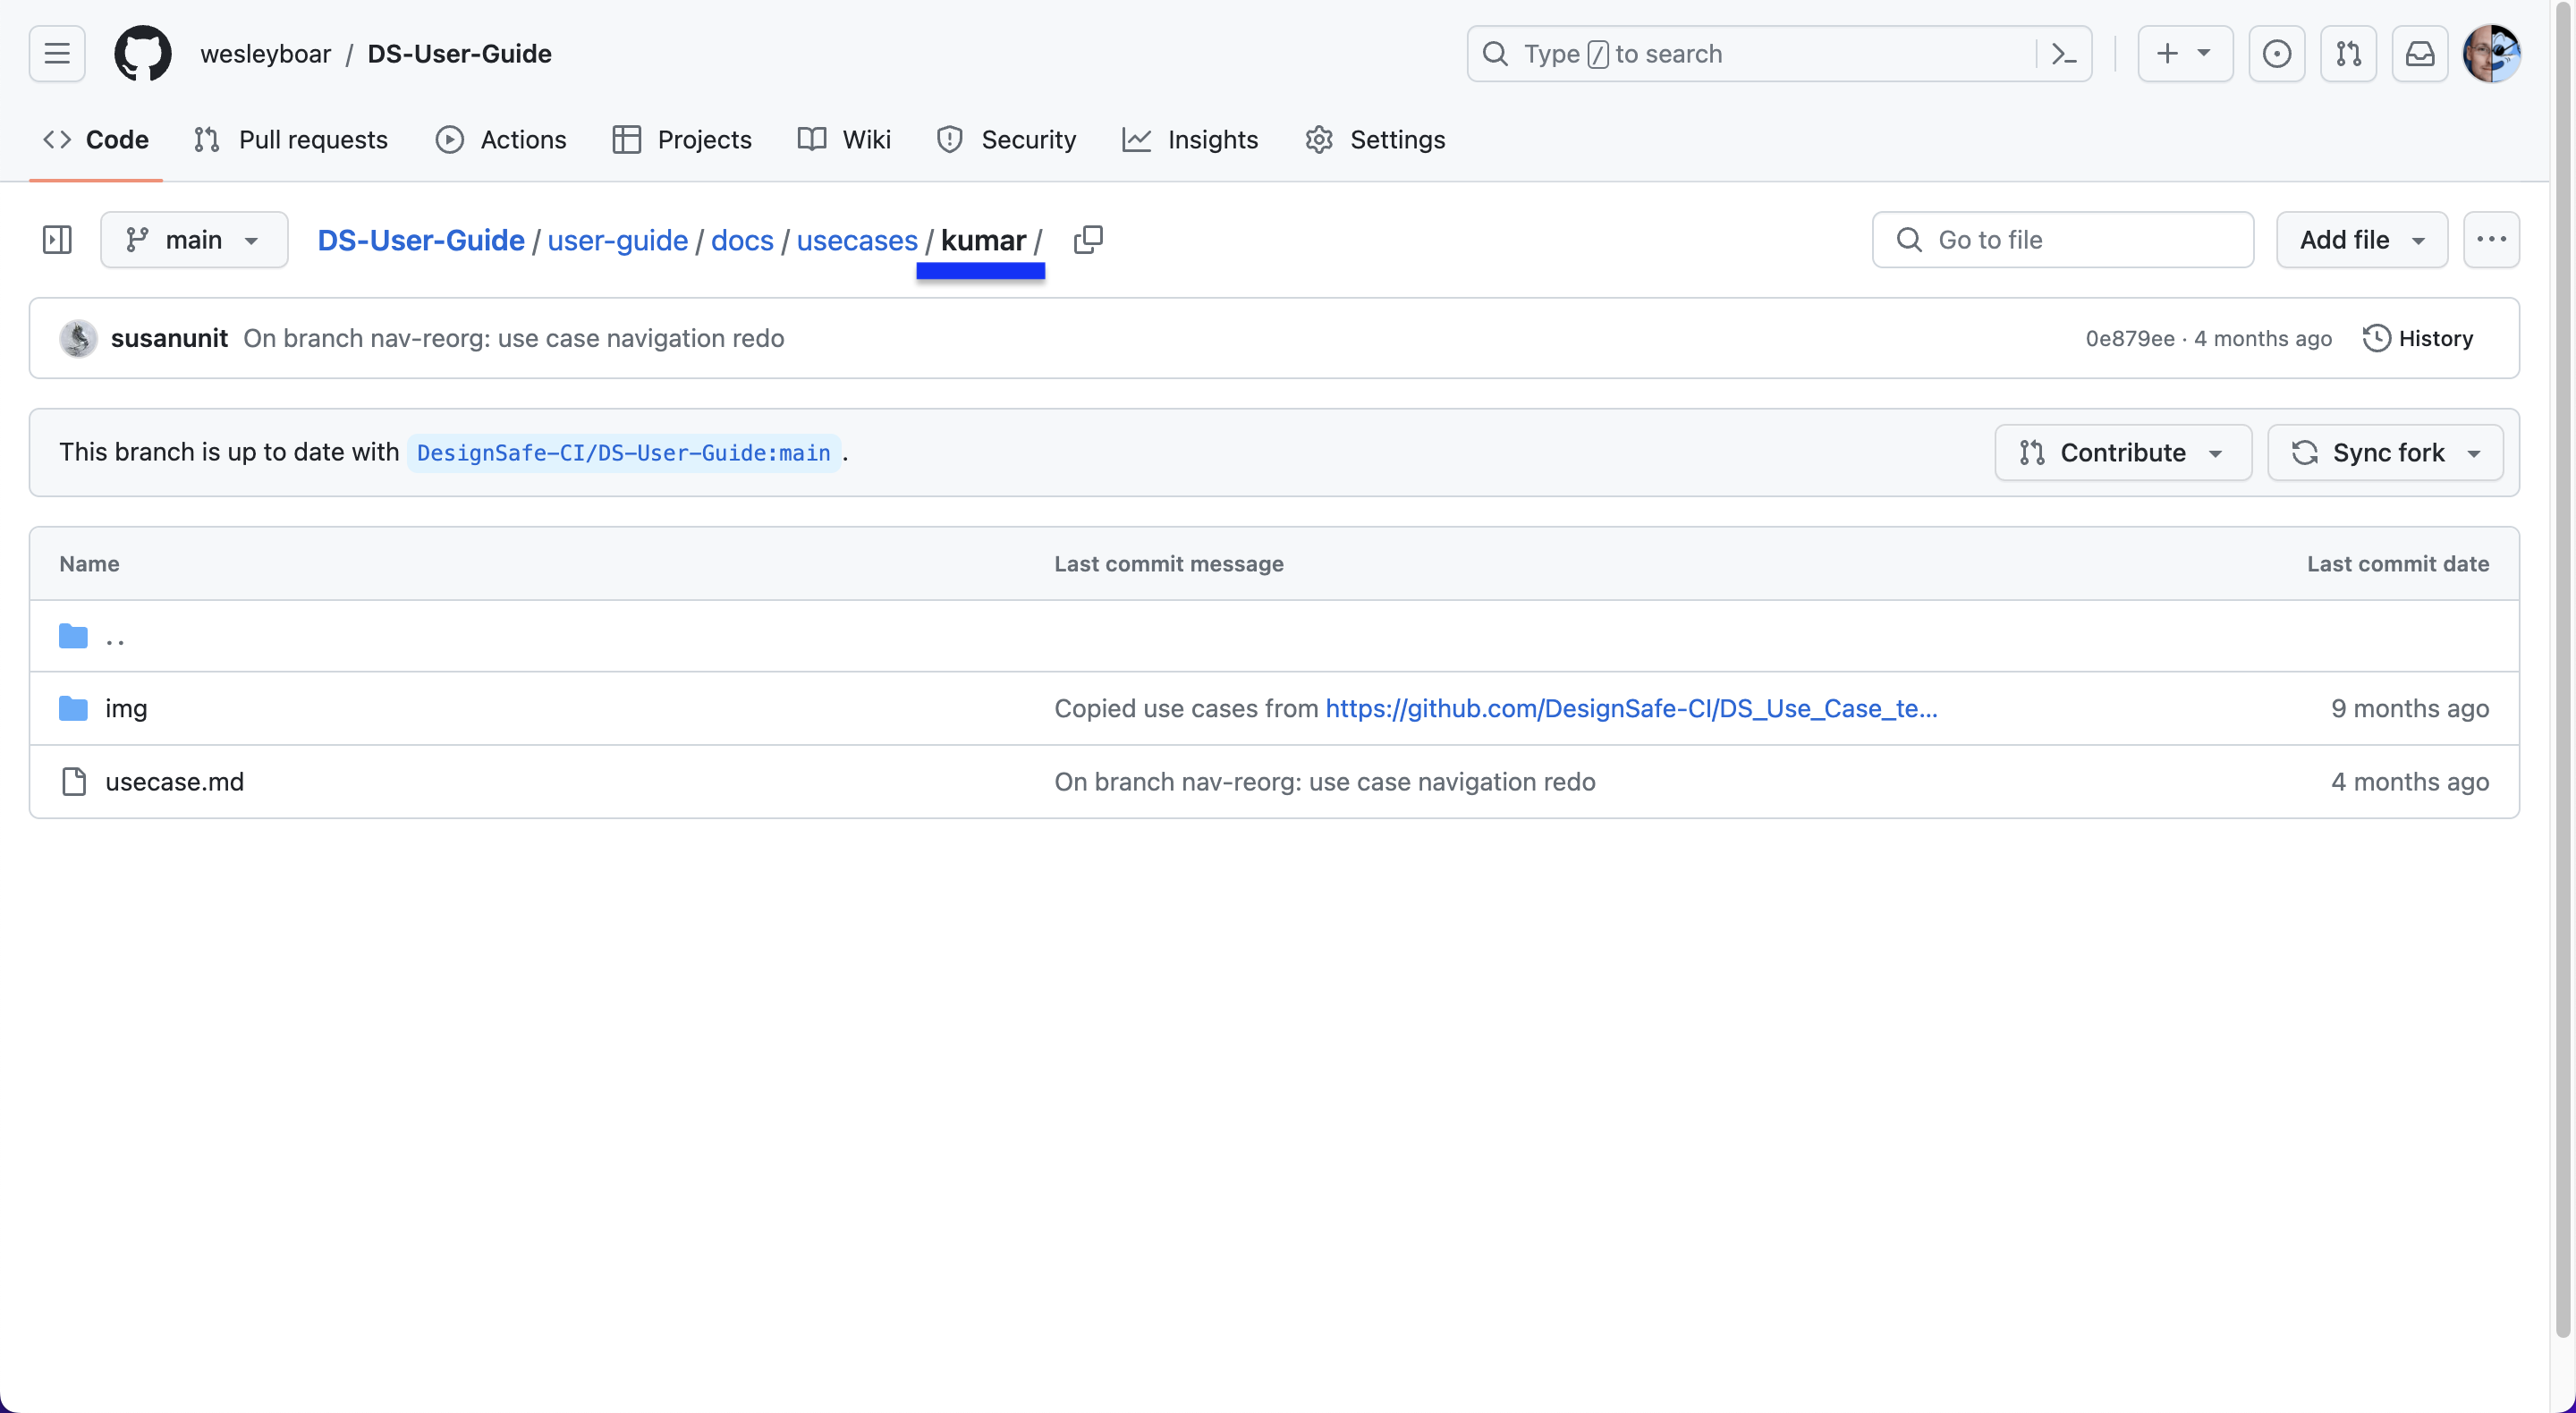 wesleyboar / DS-User-Guide
Type / to search
Code Pull requests Actions Projects Wiki Security Insights Settings
main DS-User-Guide / user-guide / docs / usecases / kumar /
Go to file
Add file
susanunit On branch nav-reorg: use case navigation redo
0e879ee · 4 months ago History
This branch is up to date with DesignSafe-CI/DS-User-Guide:main .
Contribute Sync fork
Name Last commit message Last commit date
..
img Copied use cases from https://github.com/DesignSafe-CI/DS_Use_Case_te... 9 months ago
usecase.md On branch nav-reorg: use case navigation redo 4 months ago